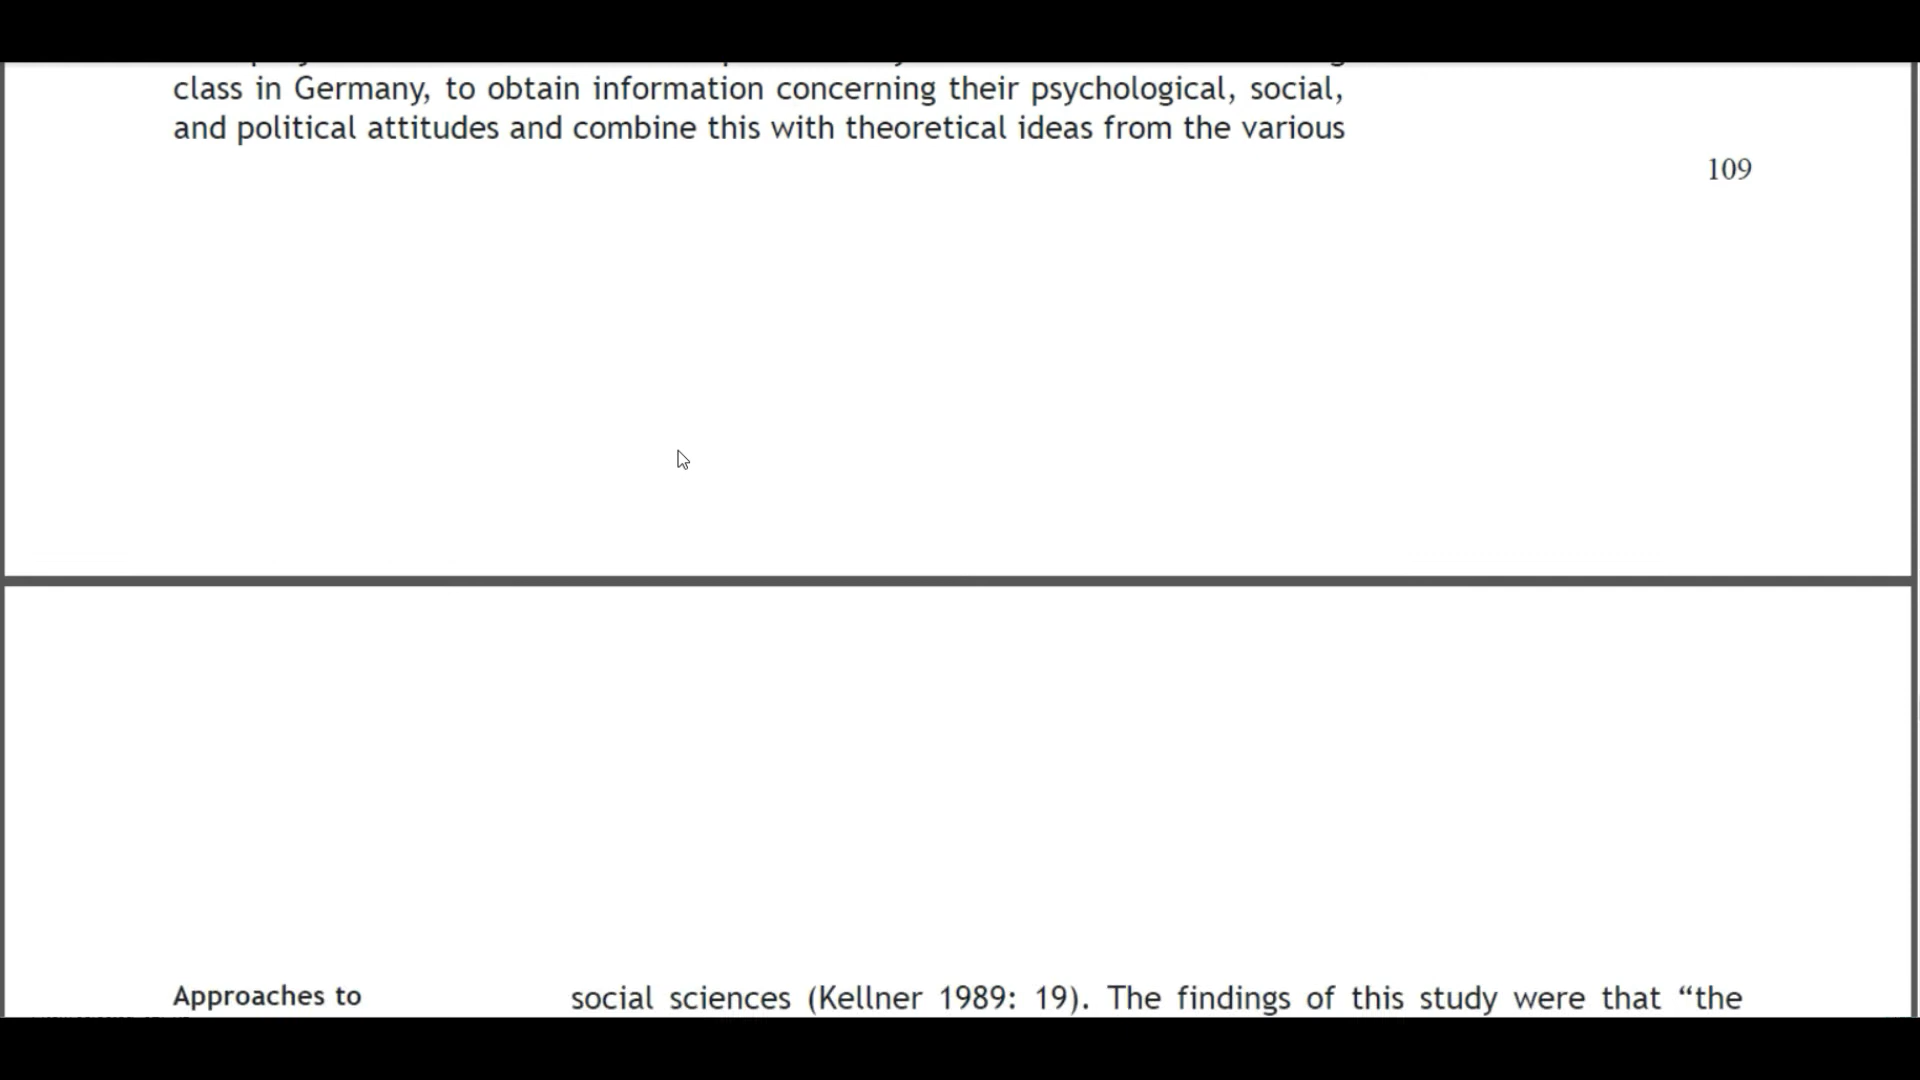 class in Germany, to obtain information concerning their psychological, social,
and political attitudes and combine this with theoretical ideas from the various
109
Approaches to
social sciences (Kellner 1989: 19). The findings of this study were that “the